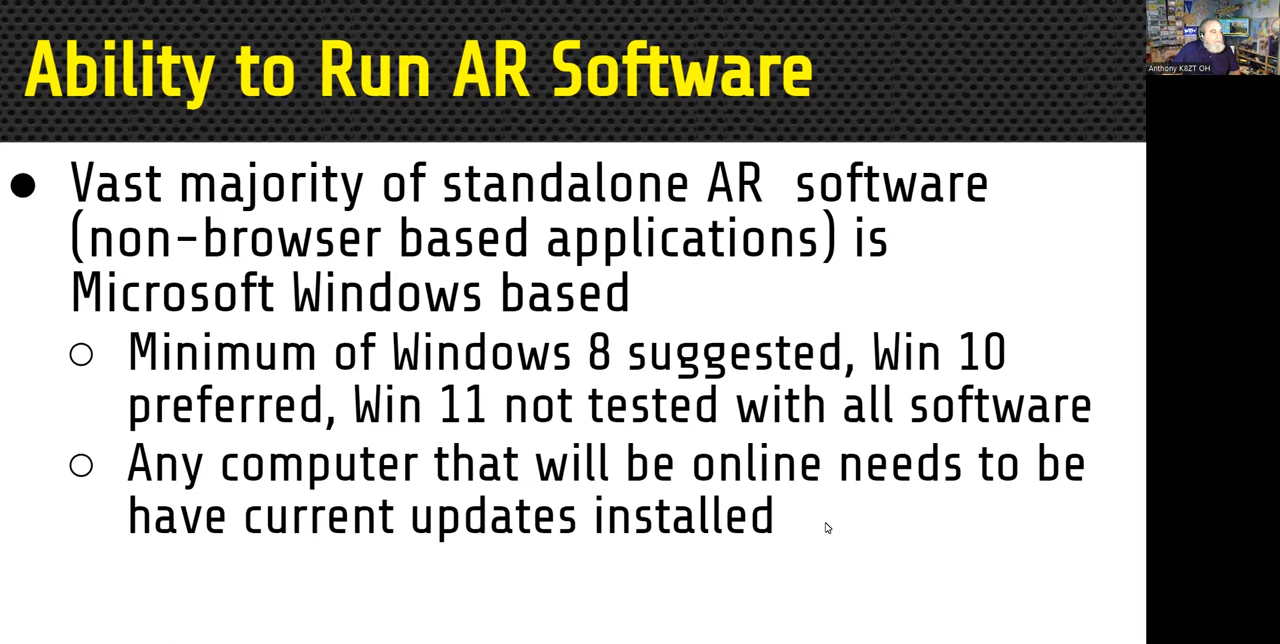 Ability to Run AR Software
Anthony K8ZT OH
● Vast majority of standalone AR  software
(non-browser based applications) is
Microsoft Windows based
○ Minimum of Windows 8 suggested, Win 10
preferred, Win 11 not tested with all software
○ Any computer that will be online needs to be
have current updates installed